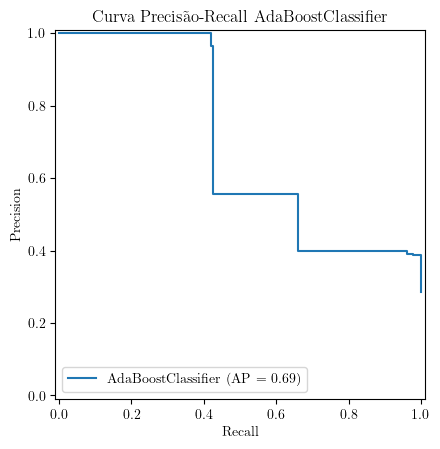 Curva Precisão-Recall AdaBoostClassifier
1.0
0.8
0.6
0.4
0.2
0.0
Precision
AdaBoostClassifier (AP = 0.69)
0.0 0.2 0.4 0.6 0.8 1.0
Recall